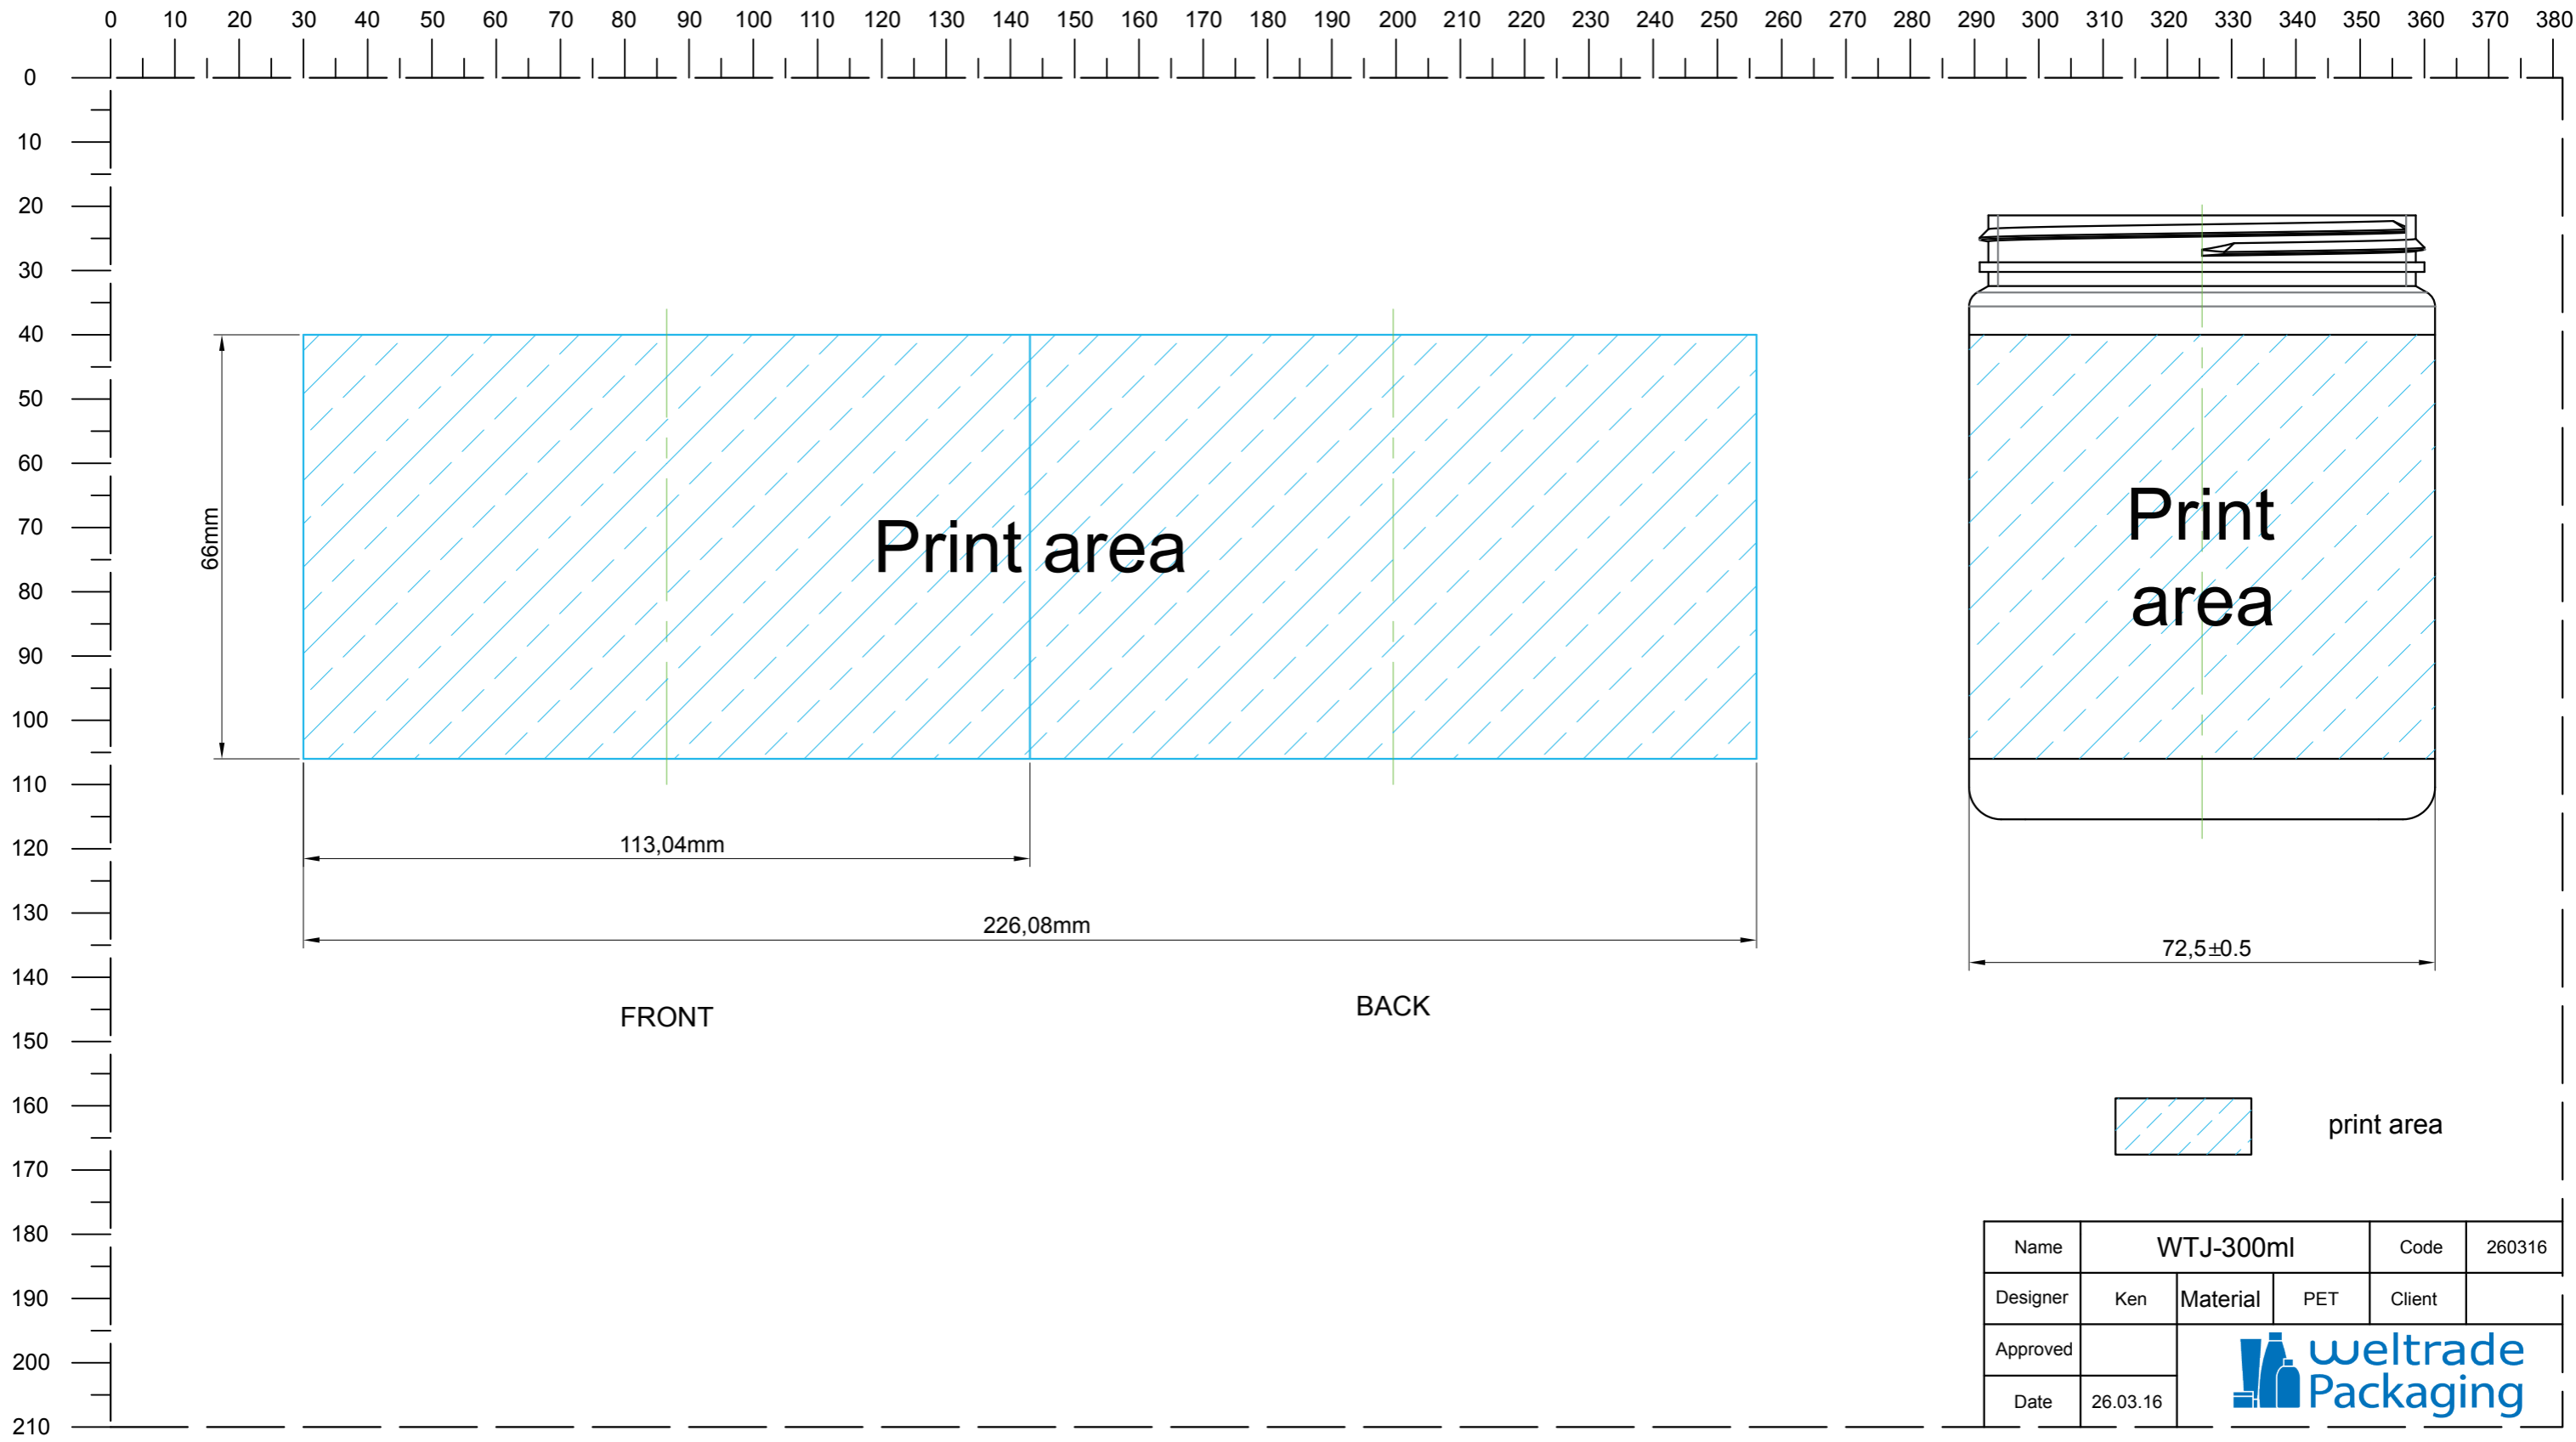 0 10 20 30 40 50 60 70 80 90 100 110 120 130 140 150 160 170 180 190 200 210 220 230 240 250 260 270 280 290 300 310 320 330 340 350 360 370 380
0
10
20
30
40
50
60
70
80
90
100
110
120
130
140
150
160
170
180
190
200
210
66mm
Print area
113,04mm
226,08mm
FRONT
BACK
Print
area
72,5±0.5
print area
Name WTJ-300ml Code 260316
Designer Ken Material PET Client
Approved
Date 26.03.16
weltrade
Packaging